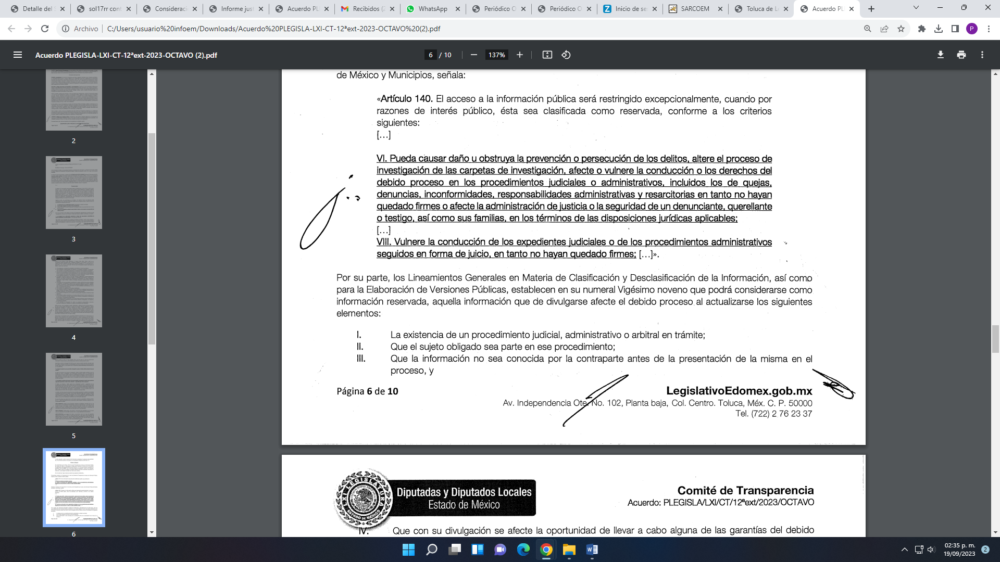 Detalle del S
sol17rr cont
Consideraci
Informe just
Acuerdo PL
Recibidos (2
WhatsApp
Periódico O
Periódico O
Inicio de se
SARCOEM
Toluca de L
Acuerdo PL
Archivo
C:/Users/usuario%20infoem/Downloads/Acuerdo%20PLEGISLA-LXI-CT-12ªext-2023-OCTAVO%20(2).pdf
P
Acuerdo PLEGISLA-LXI-CT-12ªext-2023-OCTAVO (2).pdf
6 / 10
137%
2
3
4
5
6
de México y Municipios, señala:
«Artículo 140. El acceso a la información pública será restringido excepcionalmente, cuando por
razones de interés público, ésta sea clasificada como reservada, conforme a los criterios
siguientes:
[...]
VI. Pueda causar daño u obstruya la prevención o persecución de los delitos, altere el proceso de
investigación de las carpetas de investigación, afecte o vulnere la conducción o los derechos del
debido proceso en los procedimientos judiciales o administrativos, incluidos los de quejas,
denuncias, inconformidades, responsabilidades administrativas y resarcitorias en tanto no hayan
quedado firmes o afecte la administración de justicia o la seguridad de un denunciante, querellante
o testigo, así como sus familias, en los términos de las disposiciones jurídicas aplicables;
[...]
VIII. Vulnere la conducción de los expedientes judiciales o de los procedimientos administrativos
seguidos en forma de juicio, en tanto no hayan quedado firmes; [...]».
Por su parte, los Lineamientos Generales en Materia de Clasificación y Desclasificación de la Información, así como
para la Elaboración de Versiones Públicas, establecen en su numeral Vigésimo noveno que podrá considerarse como
información reservada, aquella información que de divulgarse afecte el debido proceso al actualizarse los siguientes
elementos:
I. La existencia de un procedimiento judicial, administrativo o arbitral en trámite;
II. Que el sujeto obligado sea parte en ese procedimiento;
III. Que la información no sea conocida por la contraparte antes de la presentación de la misma en el
proceso, y
Página 6 de 10
LegislativoEdomex.gob.mx
Av. Independencia Ote. No. 102, Planta baja, Col. Centro. Toluca, Méx. C. P. 50000
Tel. (722) 2 76 23 37
LXI LEGISLATURA
ESTADO DE MÉXICO
Diputadas y Diputados Locales
Estado de México
Comité de Transparencia
Acuerdo: PLEGISLA/LXI/CT/12ªext/2023/OCTAVO
IV. Que con su divulgación se afecte la oportunidad de llevar a cabo alguna de las garantías del debido
02:35 p. m.
19/09/2023
2